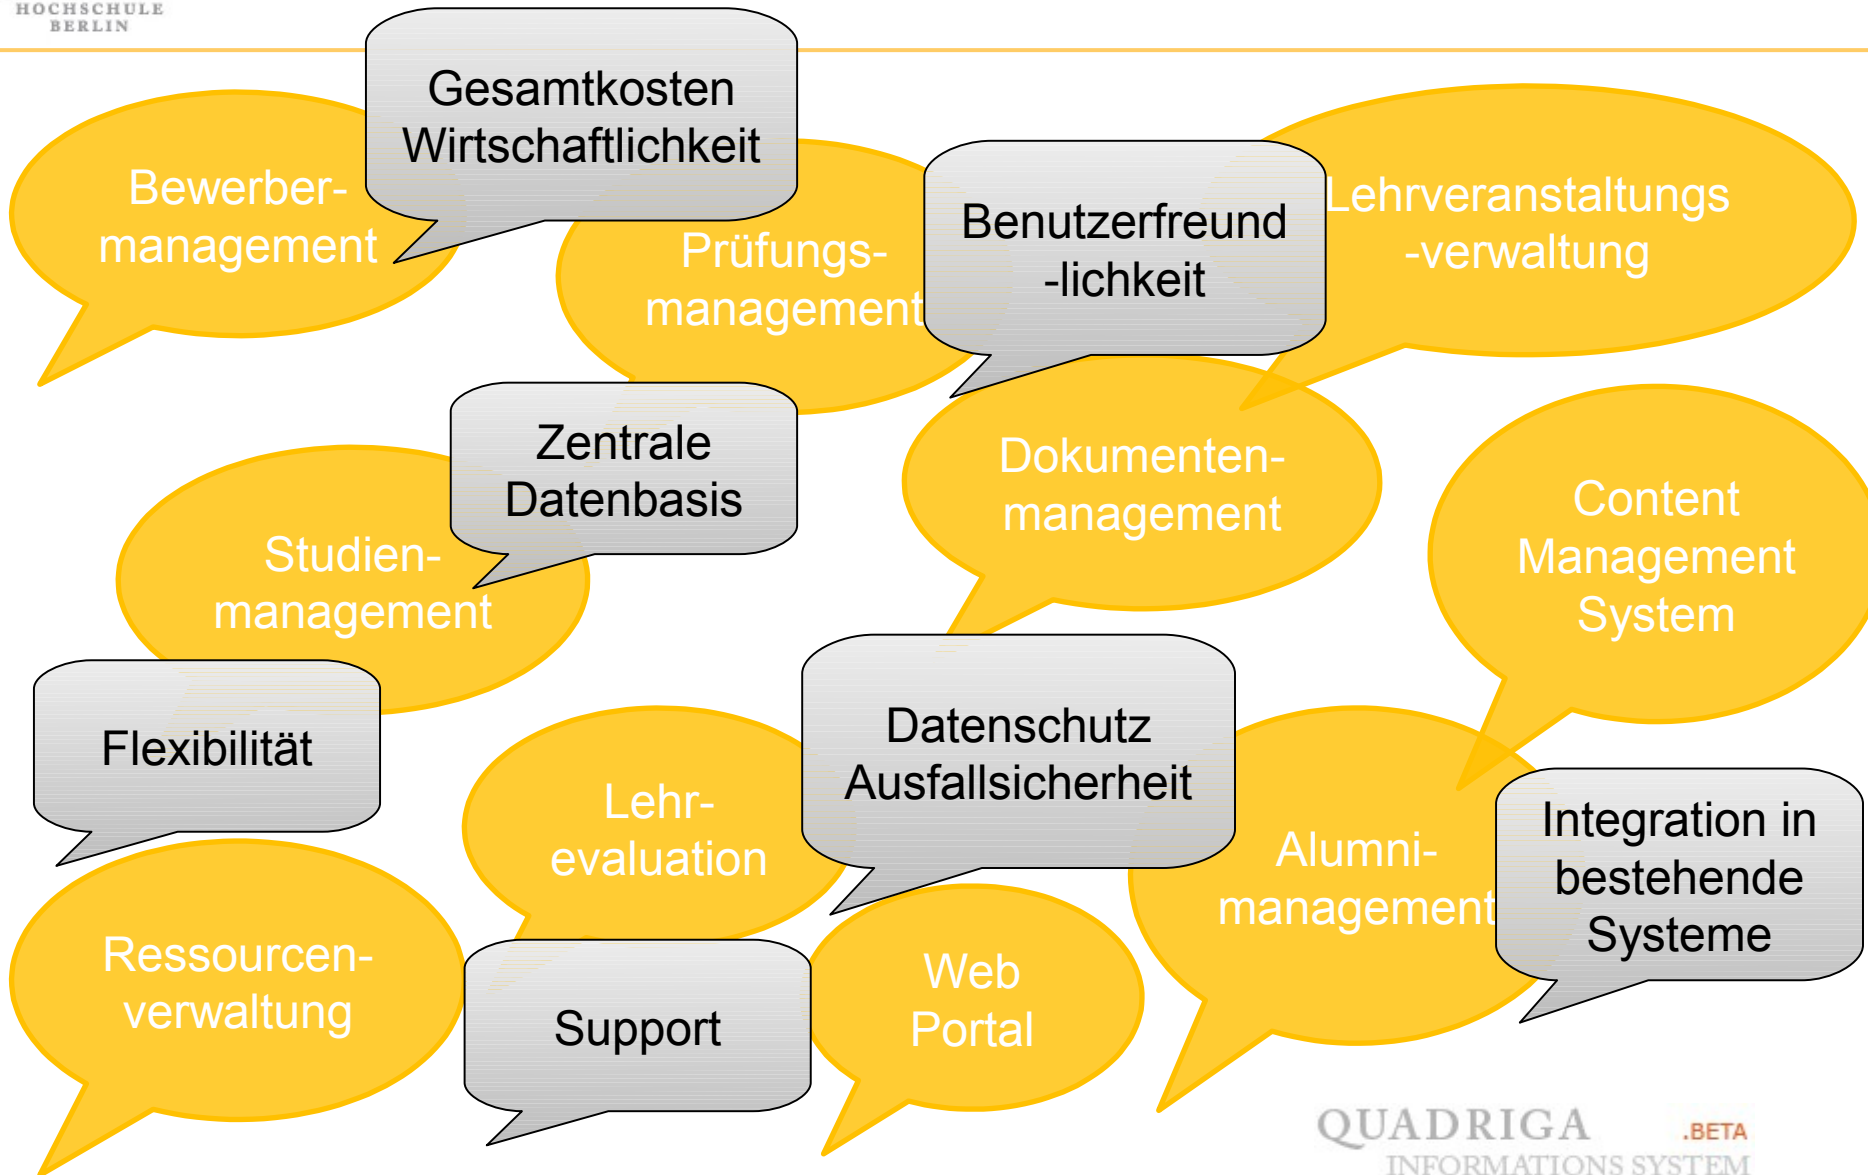 HOCHSCHULE
BERLIN
Gesamtkosten
Wirtschaftlichkeit
Bewerber-
management
Prüfungs-
management
Benutzerfreund
-lichkeit
Lehrveranstaltungs
-verwaltung
Zentrale
Datenbasis
Dokumenten-
management
Content
Management
System
Studien-
management
Flexibilität
Lehr-
evaluation
Datenschutz
Ausfallsicherheit
Alumni-
management
Integration in
bestehende
Systeme
Ressourcen-
verwaltung
Support
Web
Portal
QUADRIGA .BETA
INFORMATIONS SYSTEM